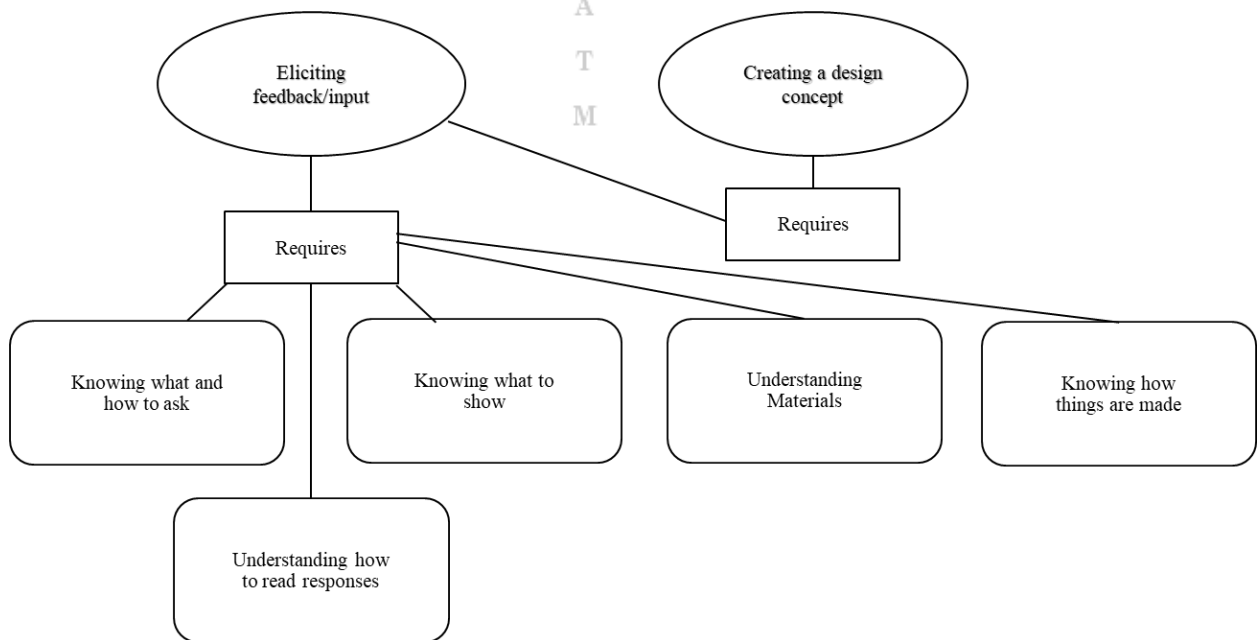 A
T
M
Eliciting
feedback/input
Creating a design
concept
Requires
Requires
Knowing what and
how to ask
Knowing what to
show
Understanding
Materials
Knowing how
things are made
Understanding how
to read responses